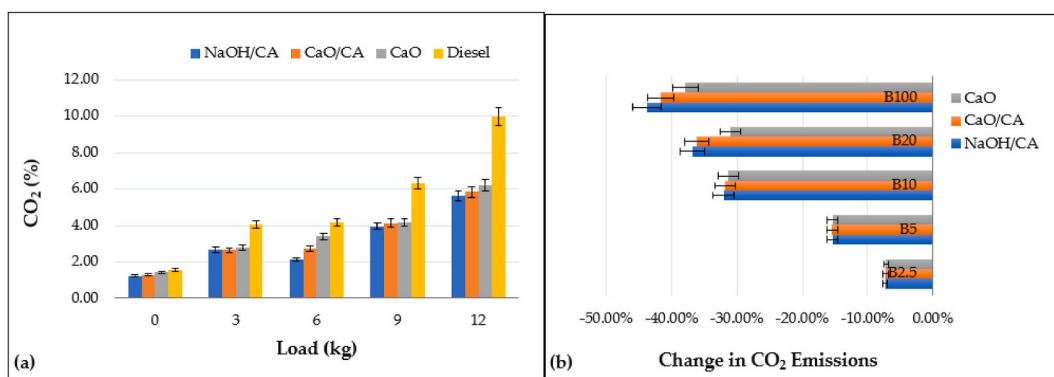 NaOH/CA CaO/CA CaO Diesel
12.00
10.00
8.00
6.00
4.00
2.00
0.00
CO2 (%)
0 3 6 9 12
Load (kg)
(a)
B100
B20
B10
B5
B2.5
CaO
CaO/CA
NaOH/CA
-50.00% -40.00% -30.00% -20.00% -10.00% 0.00%
Change in CO2 Emissions
(b)